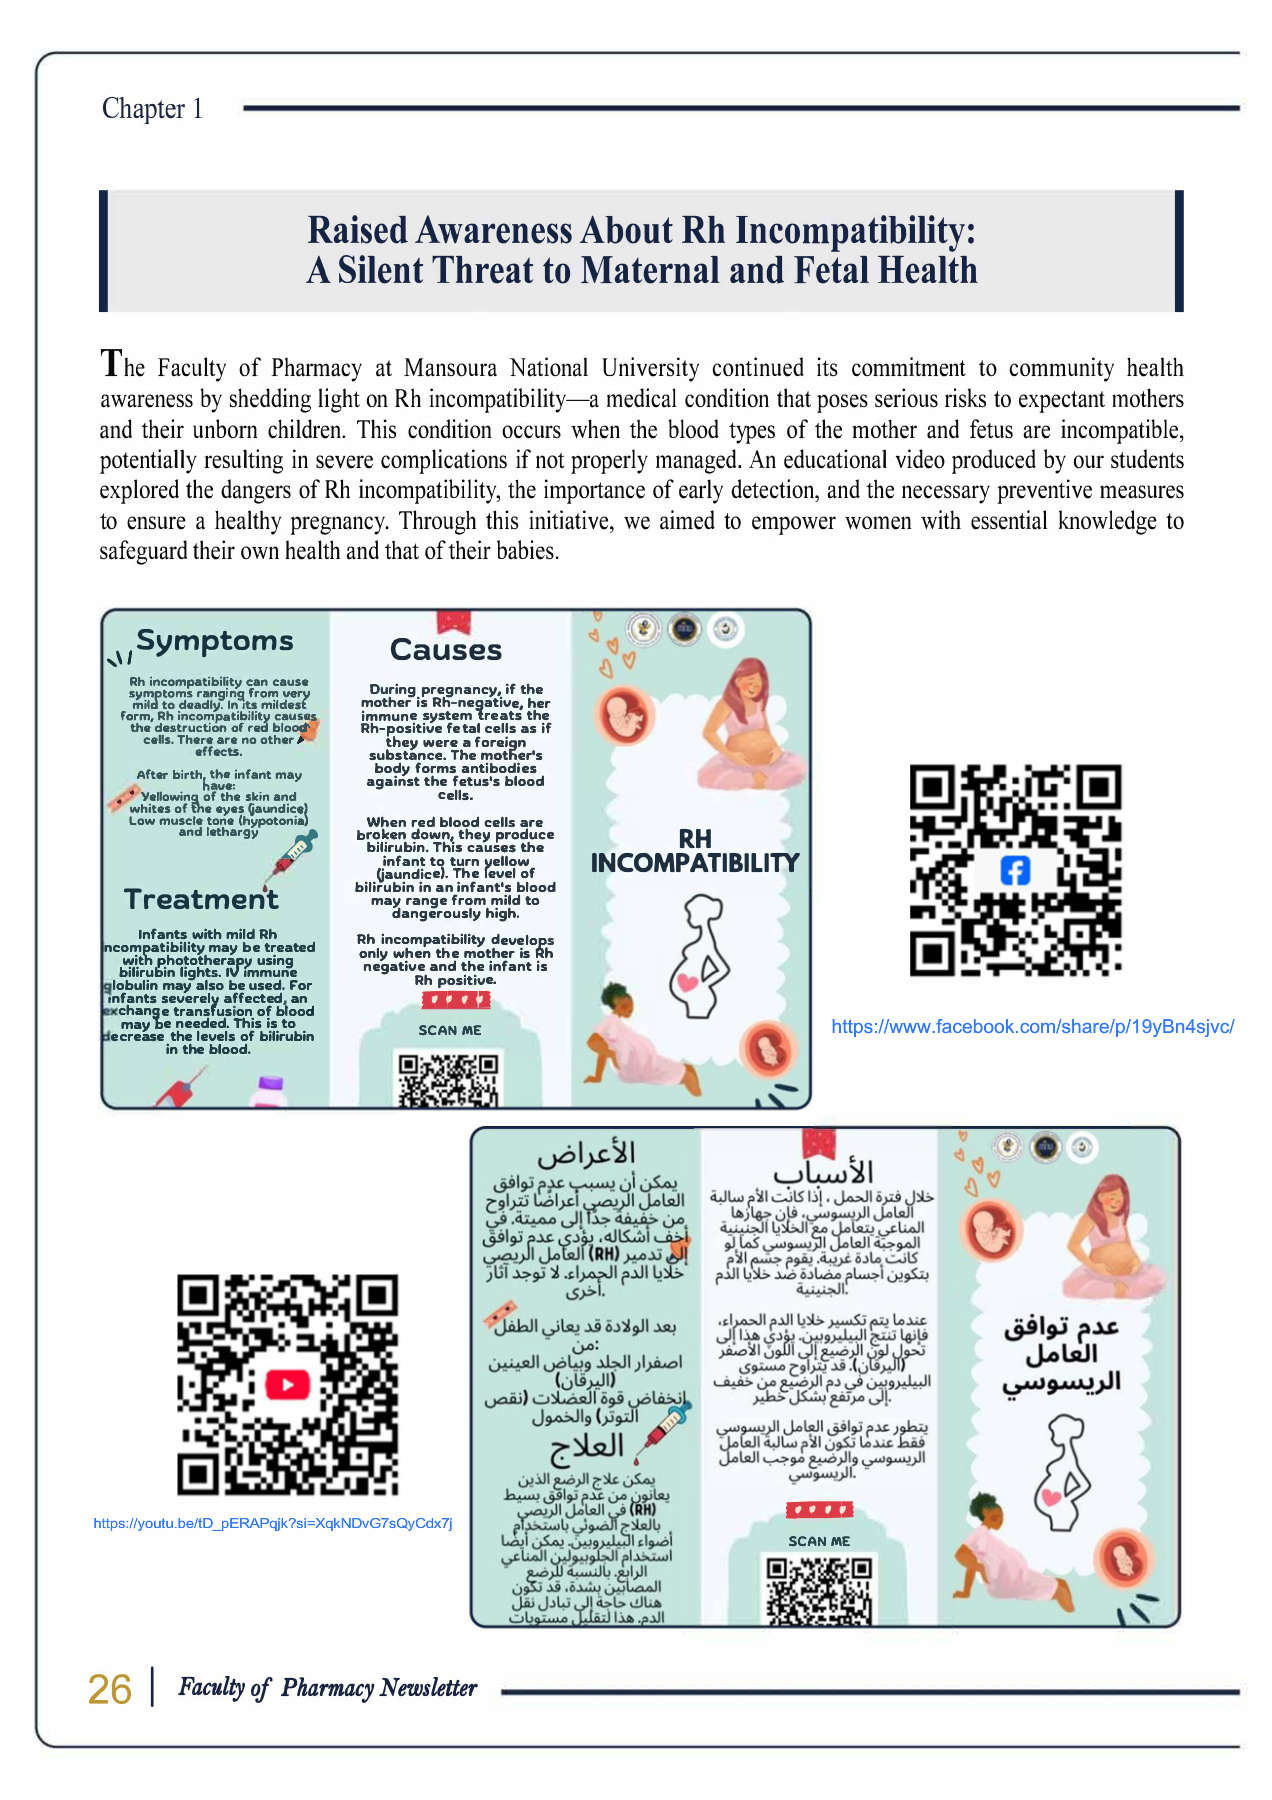 Chapter 1
Raised Awareness About Rh Incompatibility:
A Silent Threat to Maternal and Fetal Health
The Faculty of Pharmacy at Mansoura National University continued its commitment to community health
awareness by shedding light on Rh incompatibility—a medical condition that poses serious risks to expectant mothers
and their unborn children. This condition occurs when the blood types of the mother and fetus are incompatible,
potentially resulting in severe complications if not properly managed. An educational video produced by our students
explored the dangers of Rh incompatibility, the importance of early detection, and the necessary preventive measures
to ensure a healthy pregnancy. Through this initiative, we aimed to empower women with essential knowledge to
safeguard their own health and that of their babies.
Symptoms
Rh incompatibility can cause
symptoms ranging from very
mild to deadly. In its mildest
form, Rh incompatibility causes
the destruction of red blood
cells. There are no other
effects.
After birth, the infant may
have:
Yellowing of the skin and
whites of the eyes (jaundice)
Low muscle tone (hypotonia)
and lethargy
Treatment
Infants with mild Rh
incompatibility may be treated
with phototherapy using
bilirubin lights. IV immune
globulin may also be used. For
infants severely affected, an
exchange transfusion of blood
may be needed. This is to
decrease the levels of bilirubin
in the blood.
Causes
During pregnancy, if the
mother is Rh-negative, her
immune system treats the
Rh-positive fetal cells as if
they were a foreign
substance. The mother's
body forms antibodies
against the fetus's blood
cells.
When red blood cells are
broken down, they produce
bilirubin. This causes the
infant to turn yellow
(jaundice). The level of
bilirubin in an infant's blood
may range from mild to
dangerously high.
Rh incompatibility develops
only when the mother is Rh
negative and the infant is
Rh positive.
SCAN ME
RH
INCOMPATIBILITY
https://www.facebook.com/share/p/19yBn4sjvc/
https://youtu.be/tD_pERAPqjk?si=XqkNDvG7sQyCdx7j
عدم توافق
العامل
الريسوسي
الأسباب
خلال فترة الحمل ، إذا كانت الأم سالبة
العامل الريسوسي، فإن جهازها
المناعي يتعامل مع الخلايا الجنينية
الموجبة العامل الريسوسي كما لو
كانت مادة غريبة. يقوم جسم الأم
بتكوين أجسام مضادة ضد خلايا الدم
الجنينية.
عندما يتم تكسير خلايا الدم الحمراء،
فإنها تنتج البيليروبين. يؤدي هذا إلى
تحول لون الرضيع إلى اللون الأصفر
(اليرقان). قد يتراوح مستوى
البيليروبين في دم الرضيع من خفيف
إلى مرتفع بشكل خطير.
يتطور عدم توافق العامل الريسوسي
فقط عندما تكون الأم سالبة العامل
الريسوسي والرضيع موجب العامل
الريسوسي.
SCAN ME
الأعراض
يمكن أن يسبب عدم توافق
العامل الريصي أعراضًا تتراوح
من خفيفة جدًا إلى مميتة. في
أخف أشكاله، يؤدي عدم توافق
العامل الريصي (RH) إلى تدمير
خلايا الدم الحمراء. لا توجد آثار
أخرى.
بعد الولادة قد يعاني الطفل
من:
اصفرار الجلد وبياض العينين
(اليرقان)
إنخفاض قوة العضلات (نقص
التوتر) والخمول
العلاج
يمكن علاج الرضع الذين
يعانون من عدم توافق بسيط
في العامل الريصي (RH)
بالعلاج الضوئي باستخدام
أضواء البيليروبين. يمكن أيضًا
استخدام الجلوبيولين المناعي
الرابع. بالنسبة للرضع
المصابين بشدة، قد تكون
هناك حاجة إلى تبادل نقل
الدم. هذا لتقليل مستويات
26
Faculty of Pharmacy Newsletter